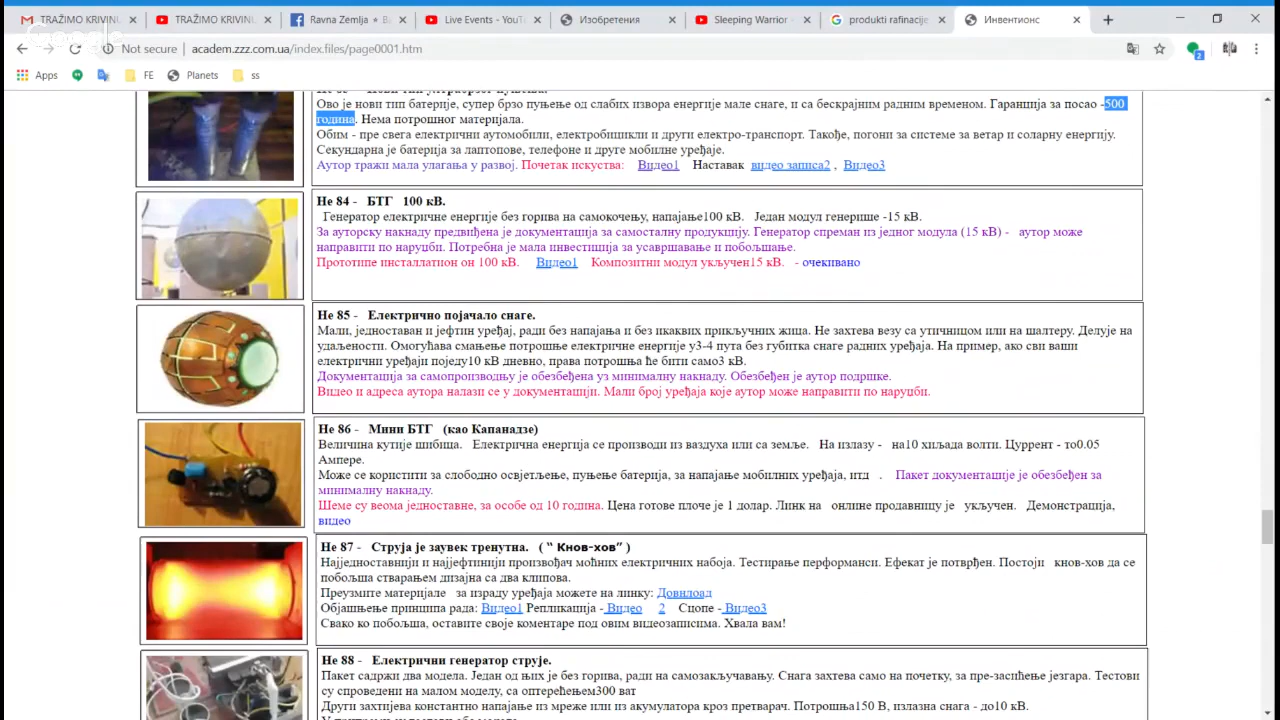 TRAŽIMO KRIVINU
TRAŽIMO KRIVINU
Ravna Zemlja
Live Events - YouTu
Изобретения
Sleeping Warrior -
produkti rafinacije
Инвентионс
Google
Not secure | academ.zzz.com.ua/index.files/page0001.htm
Apps
FE
Planets
ss
Ово је нови тип батерије, супер брзо пуњење од слабих извора енергије мале снаге, и са бескрајним радним временом. Гаранција за посао -500
година. Нема потрошног материјала.
Обим - пре свега електрични аутомобили, електробицикли и други електро-транспорт. Такође, погони за системе за ветар и соларну енергију.
Секундарна је батерија за лаптопове, телефоне и друге мобилне уређаје.
Аутор тражи мала улагања у развој. Почетак искуства: Видео1 Наставак видео записа2 , Видео3
Не 84 - БТГ 100 кВ.
Генератор електричне енергије без горива на самокочењу, напајање100 кВ. Један модул генерише -15 кВ.
За ауторску накнаду предвиђена је документација за самосталну продукцију. Генератор спреман из једног модула (15 кВ) - аутор може
направити по наруџби. Потребна је мала инвестиција за усавршавање и побољшање.
Прототипе инсталлатион он 100 кВ. Видео1 Композитни модул укључен15 кВ. - очекивано
Не 85 - Електрично појачало снаге.
Мали, једноставан и јефтин уређај, ради без напајања и без икаквих прикључних жица. Не захтева везу са утичницом или на шалтеру. Делује на
удаљености. Омогућава смањење потрошње електричне енергије у3-4 пута без губитка снаге радних уређаја. На пример, ако сви ваши
електрични уређаји поједу10 кВ дневно, права потрошња ће бити само3 кВ.
Документација за самопроизводњу је обезбеђена уз минималну накнаду. Обезбеђен је аутор подршке.
Видео и адреса аутора налази се у документацији. Мали број уређаја које аутор може направити по наруџби.
Не 86 - Мини БТГ (као Капанадзе)
Величина кутије шибица. Електрична енергија се производи из ваздуха или са земље. На излазу - на10 хиљада волти. Цуррент - то0.05
Ампере.
Може се користити за слободно осветљење, пуњење батерија, за напајање мобилних уређаја, итд . Пакет документације је обезбеђен за
минималну накнаду.
Шеме су веома једноставне, за особе од 10 година. Цена готове плоче је 1 долар. Линк на онлине продавницу је укључен. Демонстрација,
видео
Не 87 - Струја је заувек тренутна. ( “ Кнов-хов” )
Најједноставнији и најјефтинији произвођач моћних електричних набоја. Тестирање перформанси. Ефекат је потврђен. Постоји кнов-хов да се
побољша стварањем дизајна са два клипова.
Преузмите материјале за израду уређаја можете на линку: Довнлоад
Објашњење принципа рада: Видео1 Репликација - Видео 2 Сцопе - Видео3
Свако ко побољша, оставите своје коментаре под овим видеозаписима. Хвала вам!
Не 88 - Електрични генератор струје.
Пакет садржи два модела. Један од њих је без горива, ради на самозакључавању. Снага захтева само на почетку, за пре-засићење језгара. Тестови
су спроведени на малом моделу, са оптерећењем300 ват
Други захтијева константно напајање из мреже или из акумулатора кроз претварач. Потрошња150 В, излазна снага - до10 кВ.